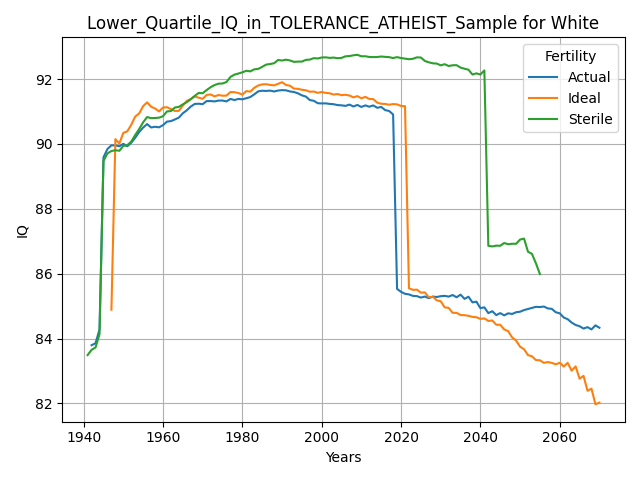 Lower_Quartile_IQ_in_TOLERANCE_ATHEIST_Sample for White
Fertility
Actual
Ideal
Sterile
IQ
92
90
88
86
84
82
1940
1960
1980
2000
2020
2040
2060
Years